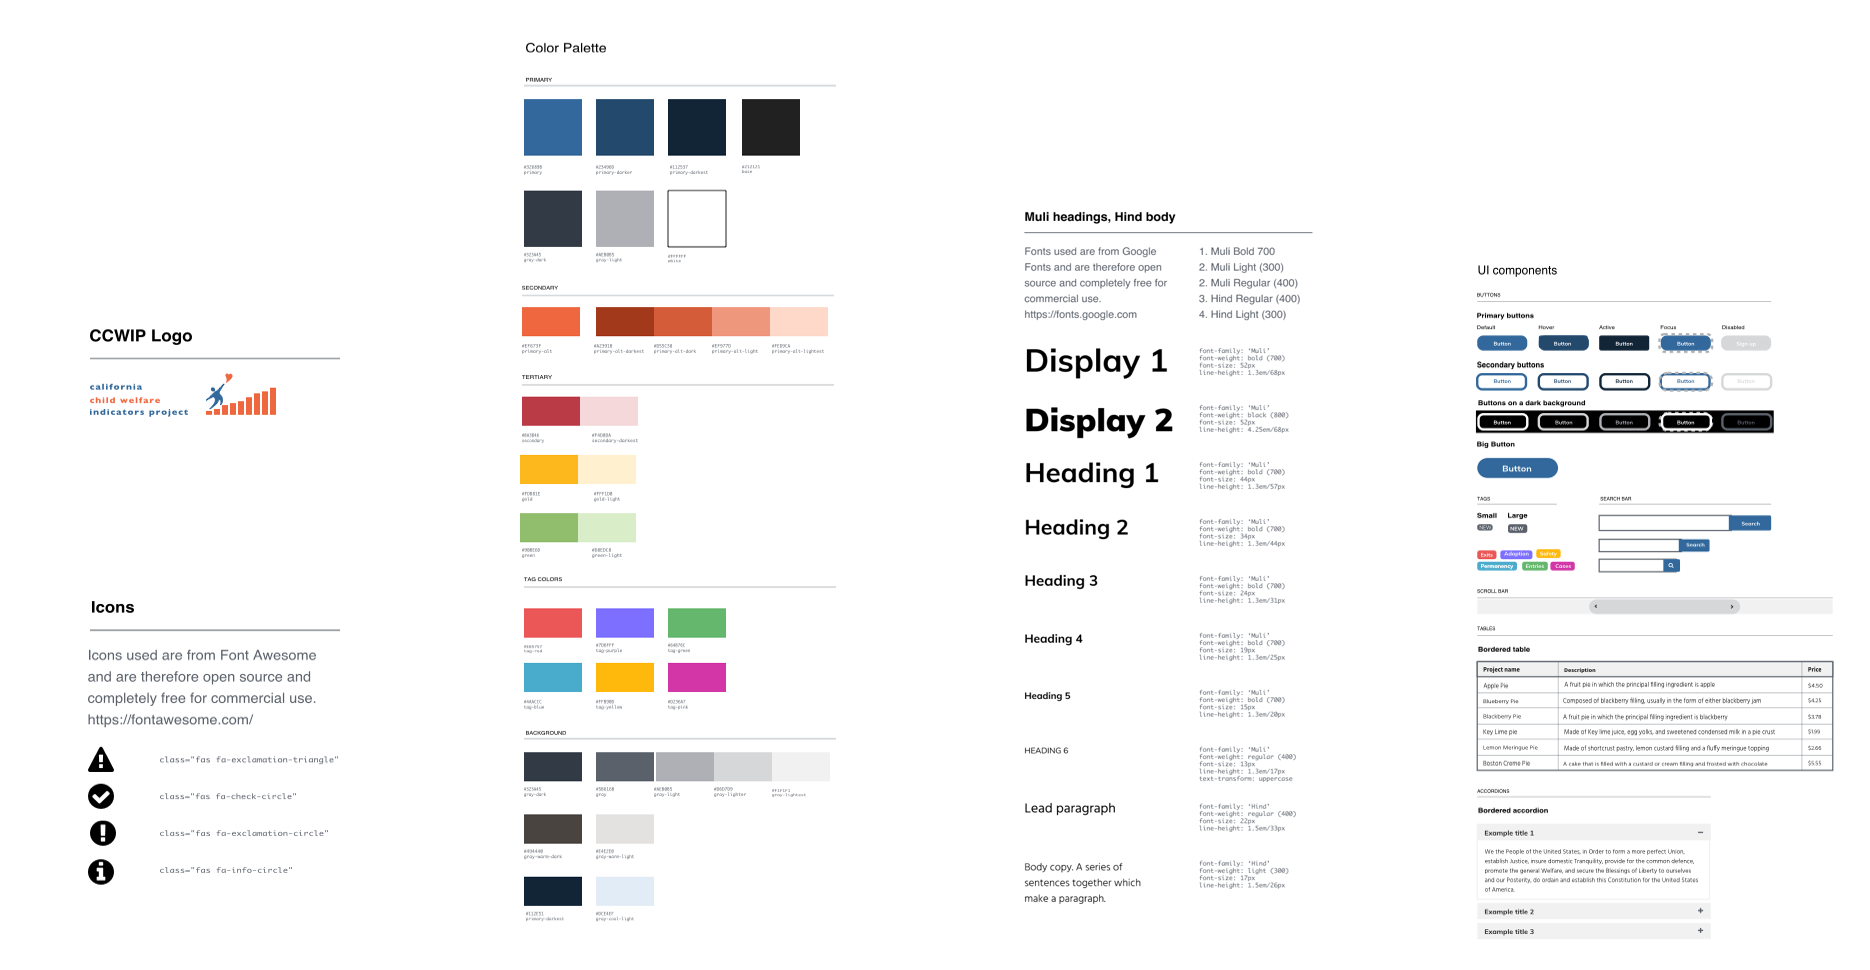 CCWIP Logo
california
child welfare
indicators project
Icons
Icons used are from Font Awesome
and are therefore open source and
completely free for commercial use.
https://fontawesome.com/
class="fas fa-exclamation-triangle"
class="fas fa-check-circle"
class="fas fa-exclamation-circle"
class="fas fa-info-circle"
Color Palette
PRIMARY
primary
primary-darker
primary-darkest
base
#323A45
gray-dark
#AEB0B5
gray-light
#FFFFFF
white
SECONDARY
primary-alt
primary-alt-darkest
primary-alt-dark
primary-alt-light
primary-alt-lightest
TERTIARY
secondary
secondary-darkest
gold
gold-light
green
green-light
TAG COLORS
tag-red
tag-purple
tag-green
tag-blue
tag-yellow
tag-pink
BACKGROUND
#323A45
gray-dark
#5B616B
gray
#AEB0B5
gray-light
#D6D7D9
gray-lighter
#F1F1F1
gray-lightest
gray-warm-dark
gray-warm-light
primary-darkest
gray-cool-light
Muli headings, Hind body
Fonts used are from Google
Fonts and are therefore open
source and completely free for
commercial use.
https://fonts.google.com
1. Muli Bold 700
2. Muli Light (300)
2. Muli Regular (400)
3. Hind Regular (400)
4. Hind Light (300)
Display 1
font-family: 'Muli'
font-weight: bold (700)
font-size: 52px
line-height: 1.3em/68px
Display 2
font-family: 'Muli'
font-weight: black (800)
font-size: 52px
line-height: 4.25em/68px
Heading 1
font-family: 'Muli'
font-weight: bold (700)
font-size: 44px
line-height: 1.3em/57px
Heading 2
font-family: 'Muli'
font-weight: bold (700)
font-size: 34px
line-height: 1.3em/44px
Heading 3
font-family: 'Muli'
font-weight: bold (700)
font-size: 24px
line-height: 1.3em/31px
Heading 4
font-family: 'Muli'
font-weight: bold (700)
font-size: 19px
line-height: 1.3em/25px
Heading 5
font-family: 'Muli'
font-weight: bold (700)
font-size: 15px
line-height: 1.3em/20px
HEADING 6
font-family: 'Muli'
font-weight: regular (400)
font-size: 13px
line-height: 1.3em/17px
text-transform: uppercase
Lead paragraph
font-family: 'Hind'
font-weight: regular (400)
font-size: 22px
line-height: 1.5em/33px
Body copy. A series of
sentences together which
make a paragraph.
font-family: 'Hind'
font-weight: light (300)
font-size: 17px
line-height: 1.5em/26px
UI components
BUTTONS
Primary buttons
Default Hover Active Focus Disabled
Button Button Button Button Sign up
Secondary buttons
Button Button Button Button Button
Buttons on a dark background
Button Button Button Button Button
Big Button
Button
TAGS
Small Large
NEW NEW
Exits Adoption Safety
Permanency Entries Cases
SEARCH BAR
Search
Search
SCROLL BAR
TABLES
Bordered table
Project name Description Price
Apple Pie A fruit pie in which the principal filling ingredient is apple $4.50
Blueberry Pie Composed of blackberry filling, usually in the form of either blackberry jam $4.25
Blackberry Pie A fruit pie in which the principal filling ingredient is blackberry $3.78
Key Lime pie Made of Key lime juice, egg yolks, and sweetened condensed milk in a pie crust $1.99
Lemon Meringue Pie Made of shortcrust pastry, lemon custard filling and a fluffy meringue topping $2.66
Boston Creme Pie A cake that is filled with a custard or cream filling and frosted with chocolate $5.55
ACCORDIONS
Bordered accordion
Example title 1
We the People of the United States, in Order to form a more perfect Union,
establish Justice, insure domestic Tranquility, provide for the common defence,
promote the general Welfare, and secure the Blessings of Liberty to ourselves
and our Posterity, do ordain and establish this Constitution for the United States
of America.
Example title 2
Example title 3